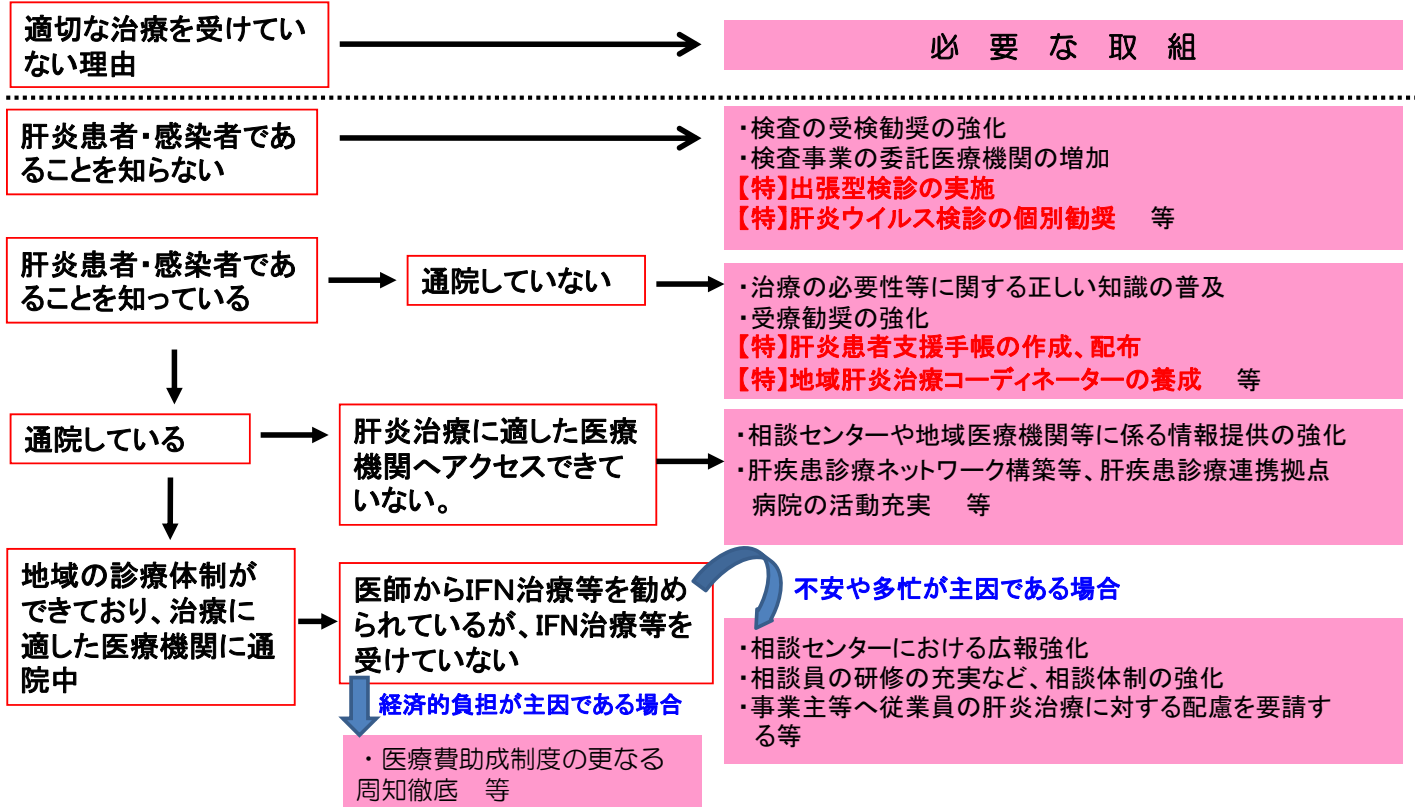 適切な治療を受けてい
ない理由
必 要 な 取 組
肝炎患者・感染者であ
ることを知らない
・検査の受検勧奨の強化
・検査事業の委託医療機関の増加
【特】出張型検診の実施
【特】肝炎ウイルス検診の個別勧奨 等
肝炎患者・感染者であ
ることを知っている
通院していない
・治療の必要性等に関する正しい知識の普及
・受療勧奨の強化
【特】肝炎患者支援手帳の作成、配布
【特】地域肝炎治療コーディネーターの養成 等
通院している
肝炎治療に適した医療
機関へアクセスできて
いない。
・相談センターや地域医療機関等に係る情報提供の強化
・肝疾患診療ネットワーク構築等、肝疾患診療連携拠点
病院の活動充実 等
地域の診療体制が
できており、治療に
適した医療機関に通
院中
医師からIFN治療等を勧め
られているが、IFN治療等を
受けていない
不安や多忙が主因である場合
・相談センターにおける広報強化
・相談員の研修の充実など、相談体制の強化
・事業主等へ従業員の肝炎治療に対する配慮を要請す
る等
経済的負担が主因である場合
・医療費助成制度の更なる
周知徹底 等